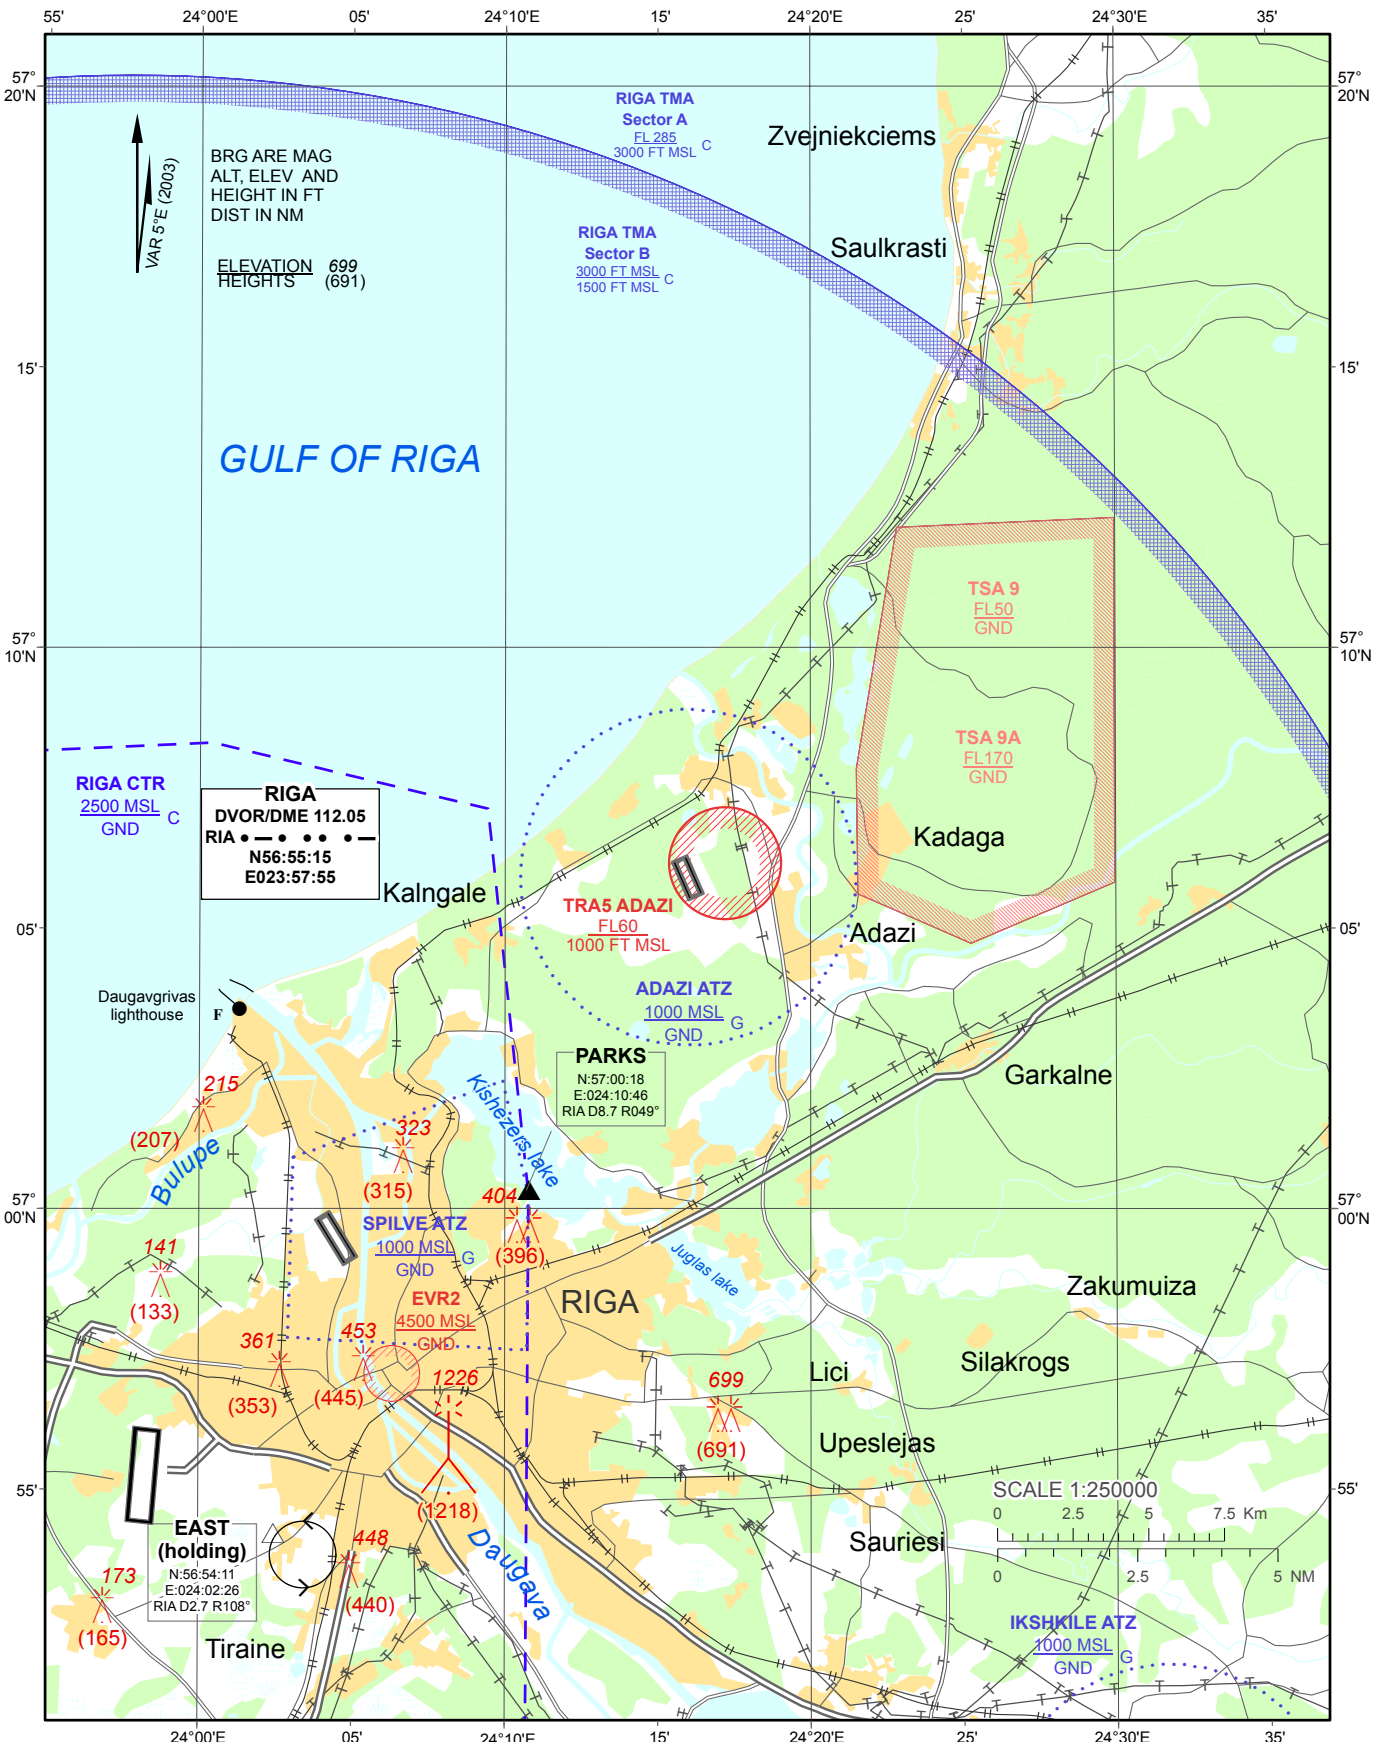 55'
24°00'E
05'
24°10'E
15'
24°20'E
25'
24°30'E
35'
57°
20'N
57°
20'N
RIGA TMA
Sector A
FL 285
3000 FT MSL
C
Zvejniekciems
VAR 5°E (2003)
BRG ARE MAG
ALT, ELEV AND
HEIGHT IN FT
DIST IN NM
ELEVATION 699
HEIGHTS (691)
RIGA TMA
Sector B
3000 FT MSL
1500 FT MSL
C
Saulkrasti
15'
15'
GULF OF RIGA
TSA 9
FL50
GND
57°
10'N
57°
10'N
TSA 9A
FL170
GND
RIGA CTR
2500 MSL
GND
C
RIGA
DVOR/DME 112.05
RIA
N56:55:15
E023:57:55
Kalngale
Kadaga
TRA5 ADAZI
FL60
1000 FT MSL
Adazi
05'
05'
ADAZI ATZ
1000 MSL
GND
G
Daugavgrivas
lighthouse
F
PARKS
N:57:00:18
E:024:10:46
RIA D8.7 R049°
Garkalne
Kishezers lake
215
(207)
Bulupe
323
(315)
404
(396)
57°
00'N
57°
00'N
SPILVE ATZ
1000 MSL
GND
G
Juglas lake
141
(133)
EVR2
4500 MSL
GND
RIGA
Zakumuiza
361
(353)
453
(445)
1226
(1218)
Lici
Silakrogs
699
(691)
Upeslejas
55'
55'
SCALE 1:250000
0
2.5
5
7.5 Km
0
2.5
5 NM
Sauriesi
EAST
(holding)
N:56:54:11
E:024:02:26
RIA D2.7 R108°
448
(440)
Daugava
173
(165)
Tiraine
IKSHKILE ATZ
1000 MSL
GND
G
24°00'E
05'
24°10'E
15'
24°20'E
25'
24°30'E
35'